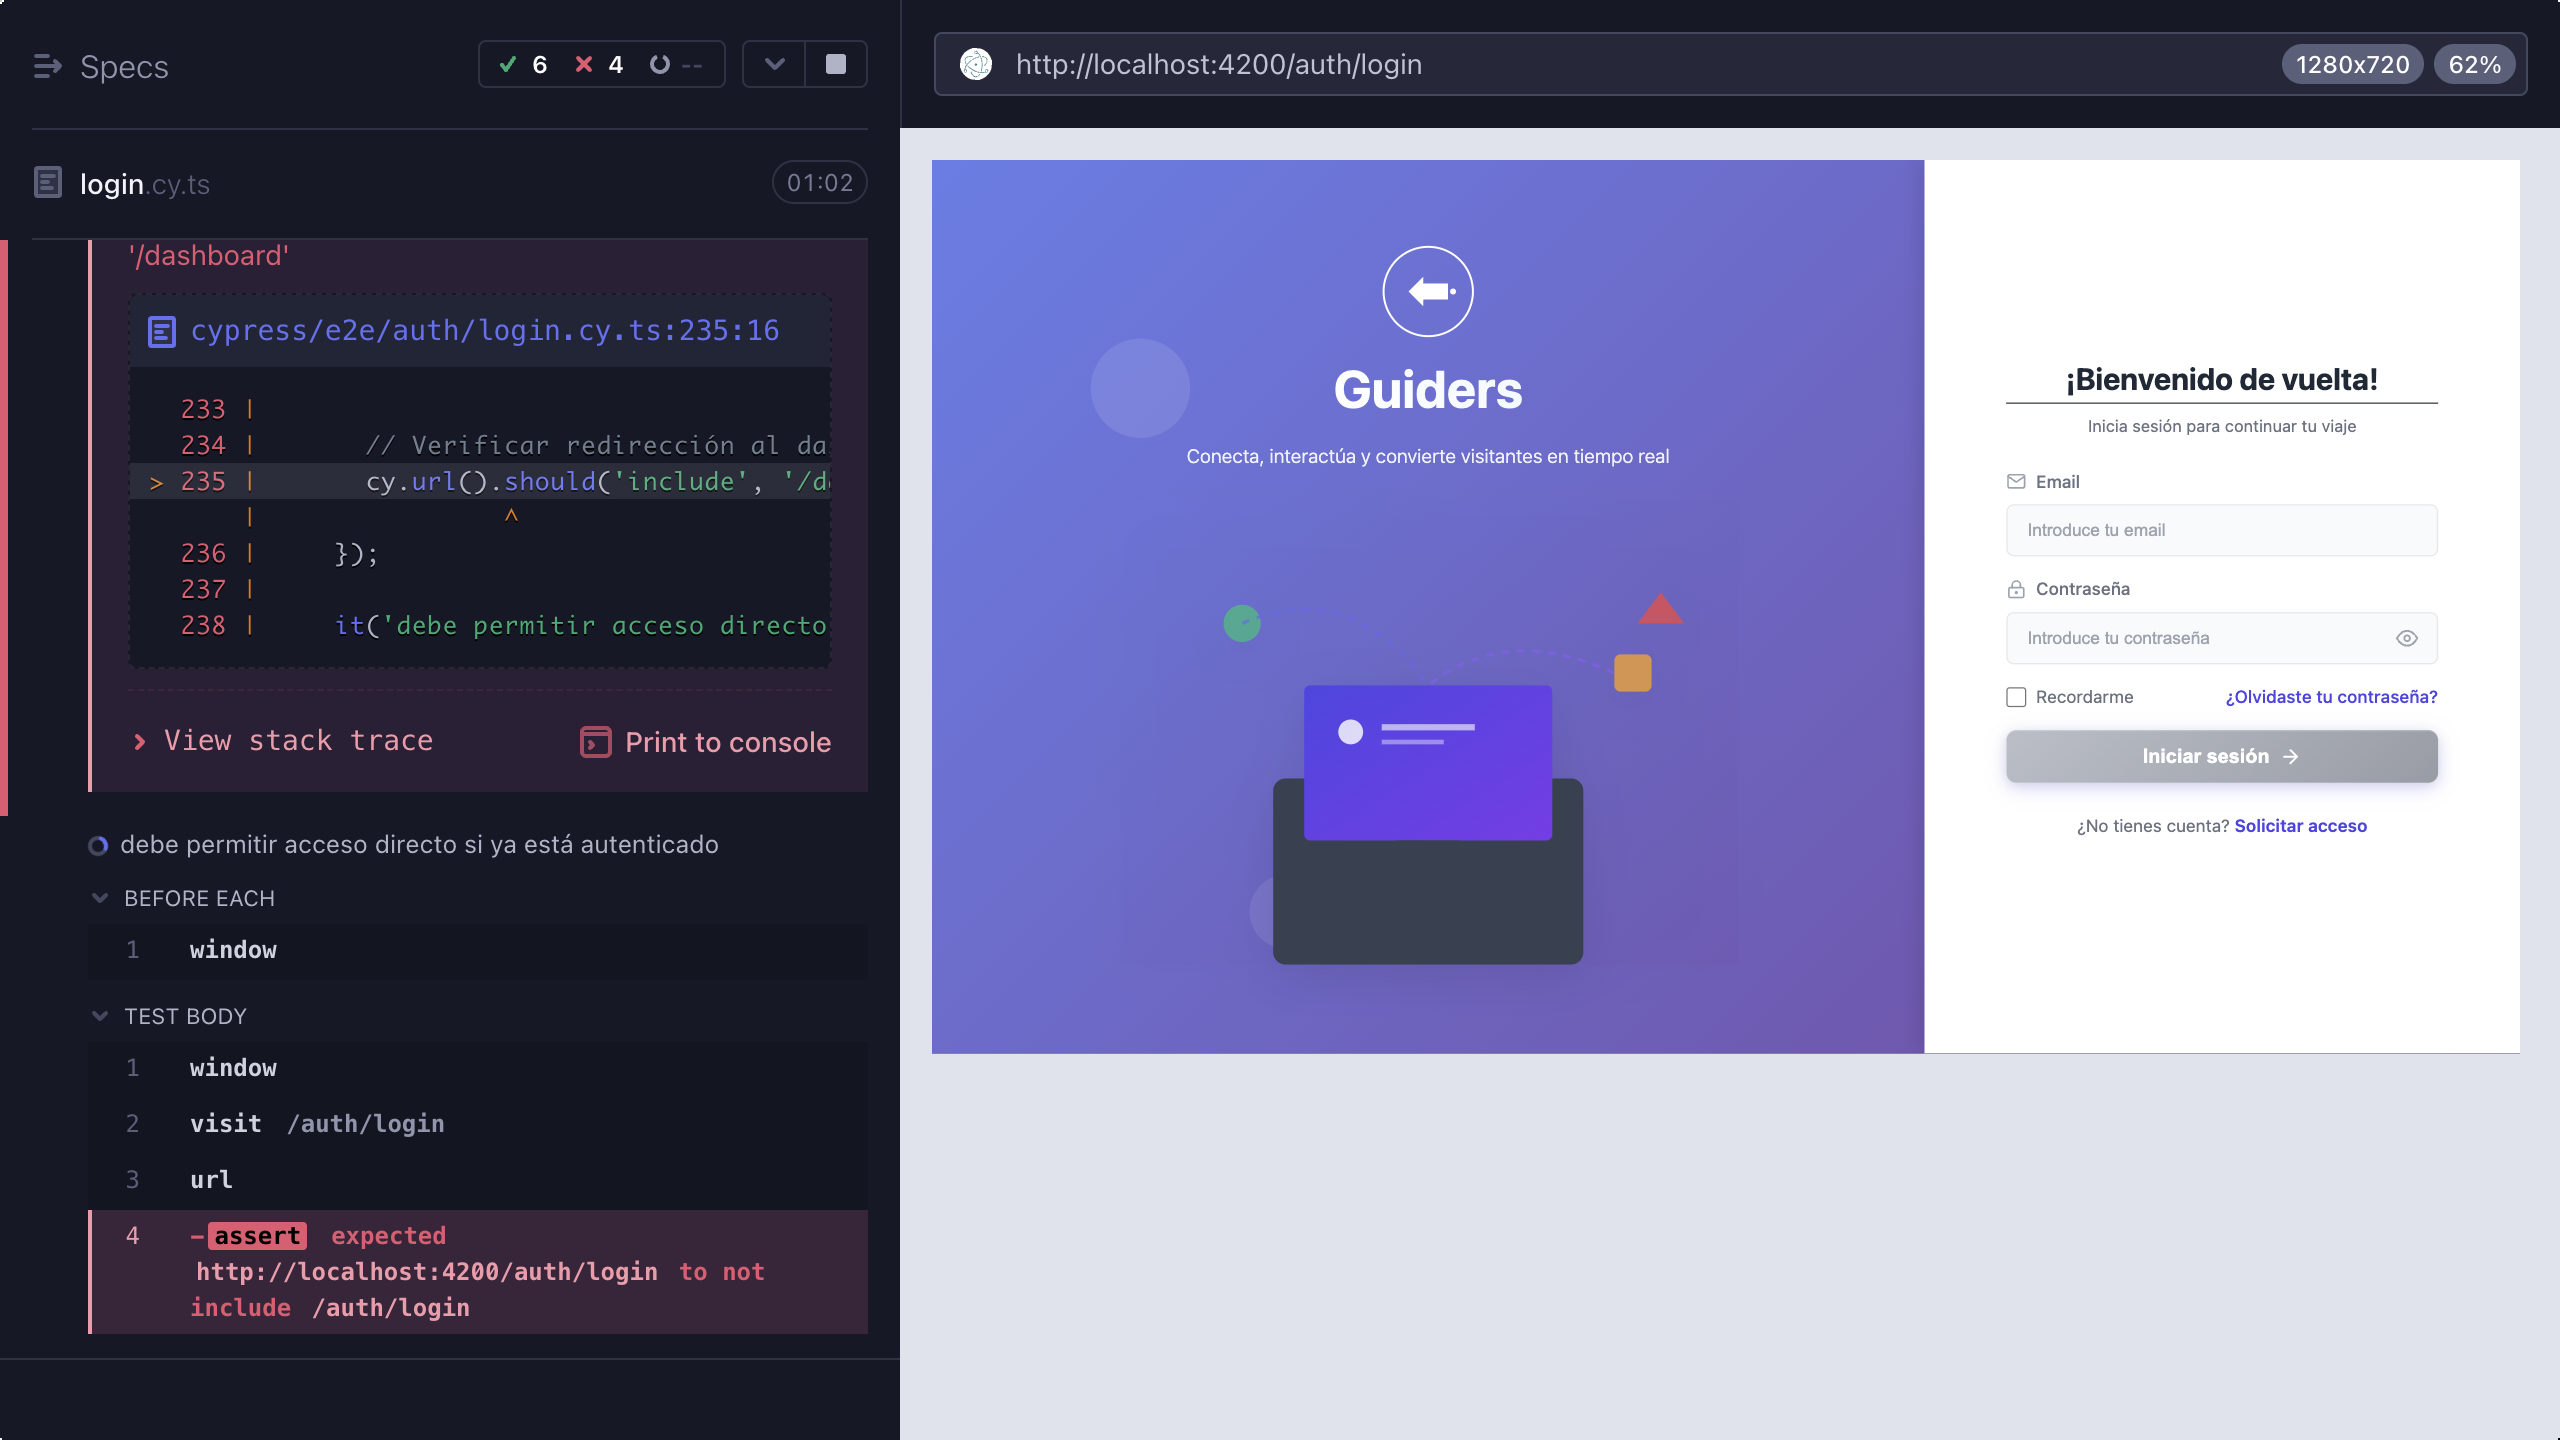 Specs
6 4 --
login.cy.ts 01:02
'/dashboard'
cypress/e2e/auth/login.cy.ts:235:16
233 |
234 | // Verificar redirección al da
> 235 | cy.url().should('include', '/d
| ^
236 | });
237 |
238 | it('debe permitir acceso directo
View stack trace
Print to console
debe permitir acceso directo si ya está autenticado
BEFORE EACH
1 window
TEST BODY
1 window
2 visit /auth/login
3 url
4 -assert expected
http://localhost:4200/auth/login to not
include /auth/login
http://localhost:4200/auth/login
1280x720 62%
Guiders
Conecta, interactúa y convierte visitantes en tiempo real
¡Bienvenido de vuelta!
Inicia sesión para continuar tu viaje
Email
Introduce tu email
Contraseña
Introduce tu contraseña
Recordarme ¿Olvidaste tu contraseña?
Iniciar sesión →
¿No tienes cuenta? Solicitar acceso